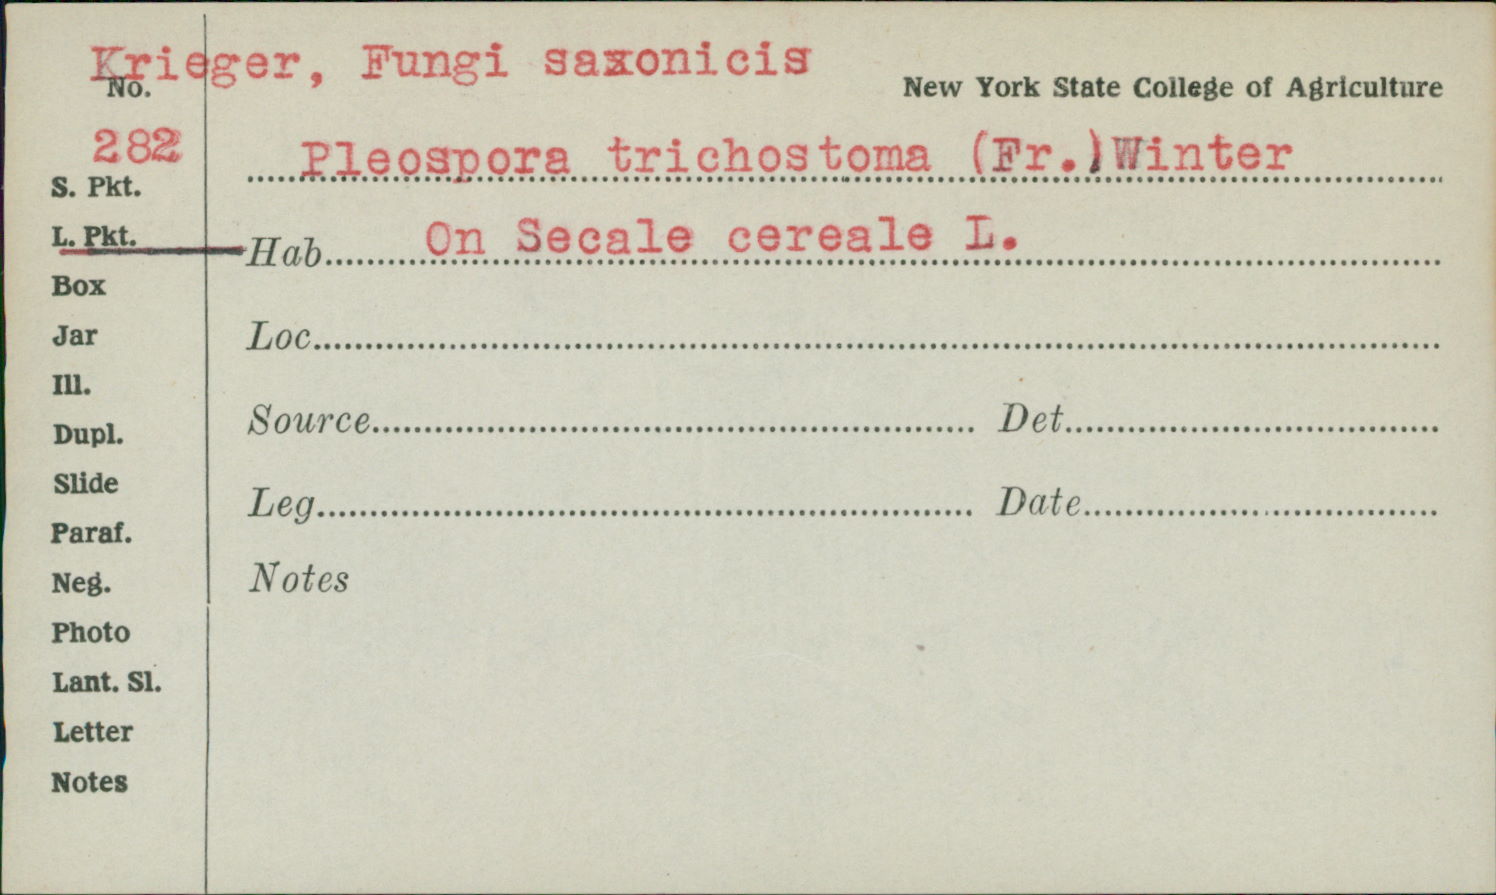 Krieger, Fungi saxonicis
No.
New York State College of Agriculture
282
Pleospora trichostoma (Fr.)Winter
S. Pkt.
L. Pkt.
Hab. On Secale cereale L.
Box
Jar
Loc.
Ill.
Dupl.
Source Det.
Slide
Leg. Date
Paraf.
Neg.
Notes
Photo
Lant. Sl.
Letter
Notes